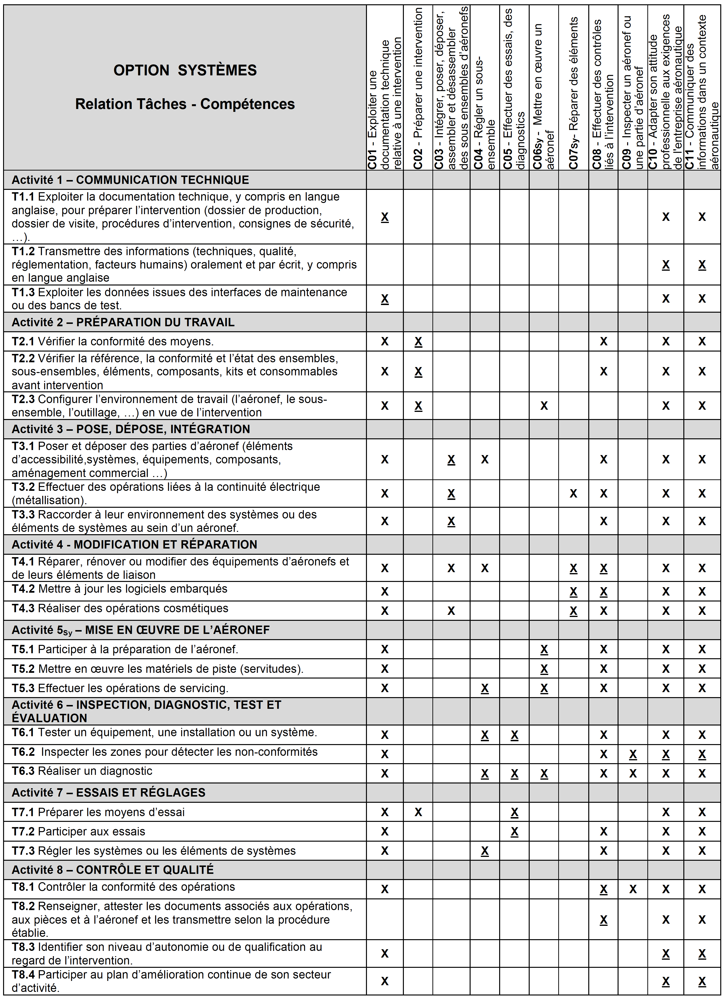 OPTION SYSTÈMES
Relation Tâches - Compétences
C01 - Exploiter une
documentation technique
relative à une intervention
C02 - Préparer une intervention
C03 - Intégrer, poser, déposer,
assembler et désassembler
des sous ensembles d’aéronefs
C04 - Régler un sous-
ensemble
C05 - Effectuer des essais, des
diagnostics
C06sy - Mettre en œuvre un
aéronef
C07sy- Réparer des éléments
C08 - Effectuer des contrôles
liés à l’intervention
C09 - Inspecter un aéronef ou
une partie d’aéronef
C10 - Adapter son attitude
professionnelle aux exigences
de l'entreprise aéronautique
C11 - Communiquer des
informations dans un contexte
aéronautique
Activité 1 – COMMUNICATION TECHNIQUE
T1.1 Exploiter la documentation technique, y compris en langue
anglaise, pour préparer l’intervention (dossier de production,
dossier de visite, procédures d’intervention, consignes de sécurité,
…).
X X X
T1.2 Transmettre des informations (techniques, qualité,
réglementation, facteurs humains) oralement et par écrit, y compris
en langue anglaise
X X
T1.3 Exploiter les données issues des interfaces de maintenance
ou des bancs de test.
X X X
Activité 2 – PRÉPARATION DU TRAVAIL
T2.1 Vérifier la conformité des moyens. X X X X X
T2.2 Vérifier la référence, la conformité et l’état des ensembles,
sous-ensembles, éléments, composants, kits et consommables
avant intervention
X X X X X
T2.3 Configurer l’environnement de travail (l’aéronef, le sous-
ensemble, l’outillage, …) en vue de l’intervention
X X X X X
Activité 3 – POSE, DÉPOSE, INTÉGRATION
T3.1 Poser et déposer des parties d’aéronef (éléments
d’accessibilité,systèmes, équipements, composants,
aménagement commercial …)
X X X X X X
T3.2 Effectuer des opérations liées à la continuité électrique
(métallisation).
X X X X X X
T3.3 Raccorder à leur environnement des systèmes ou des
éléments de systèmes au sein d’un aéronef.
X X X X X
Activité 4 - MODIFICATION ET RÉPARATION
T4.1 Réparer, rénover ou modifier des équipements d’aéronefs et
de leurs éléments de liaison
X X X X X X X
T4.2 Mettre à jour les logiciels embarqués X X X X X
T4.3 Réaliser des opérations cosmétiques X X X X X X
Activité 5Sy – MISE EN ŒUVRE DE L’AÉRONEF
T5.1 Participer à la préparation de l’aéronef. X X X X X
T5.2 Mettre en œuvre les matériels de piste (servitudes). X X X X X
T5.3 Effectuer les opérations de servicing. X X X X X X
Activité 6 – INSPECTION, DIAGNOSTIC, TEST ET
ÉVALUATION
T6.1 Tester un équipement, une installation ou un système. X X X X X X
T6.2 Inspecter les zones pour détecter les non-conformités X X X X X
T6.3 Réaliser un diagnostic X X X X X X X X
Activité 7 – ESSAIS ET RÉGLAGES
T7.1 Préparer les moyens d’essai X X X X X
T7.2 Participer aux essais X X X X X
T7.3 Régler les systèmes ou les éléments de systèmes X X X X X
Activité 8 – CONTRÔLE ET QUALITÉ
T8.1 Contrôler la conformité des opérations X X X X X
T8.2 Renseigner, attester les documents associés aux opérations,
aux pièces et à l’aéronef et les transmettre selon la procédure
établie.
X X X
T8.3 Identifier son niveau d’autonomie ou de qualification au
regard de l’intervention.
X X X
T8.4 Participer au plan d’amélioration continue de son secteur
d’activité.
X X X